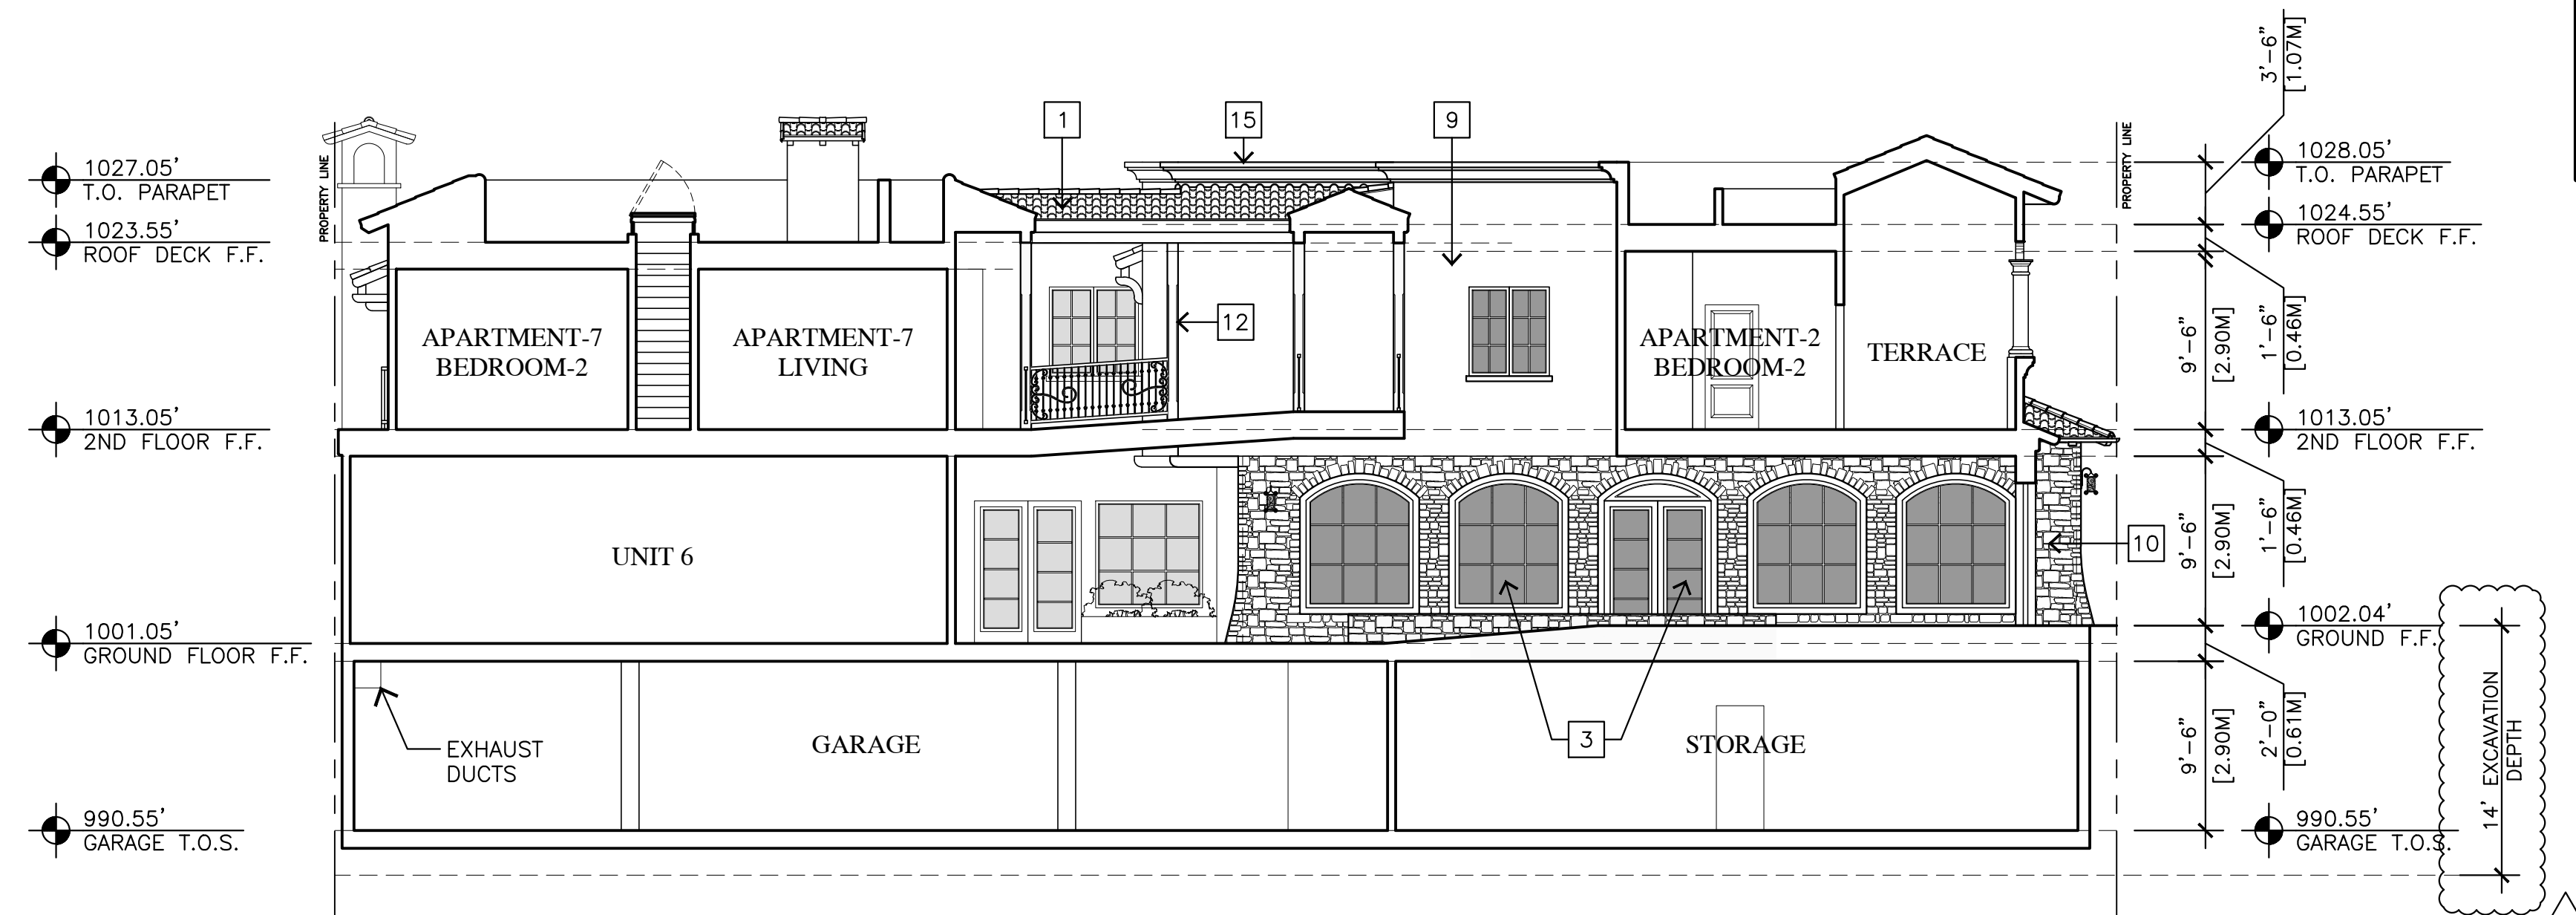 1027.05'
T.O. PARAPET
1023.55'
ROOF DECK F.F.
1013.05'
2ND FLOOR F.F.
1001.05'
GROUND FLOOR F.F.
990.55'
GARAGE T.O.S.
PROPERTY LINE
1
15
9
12
APARTMENT-7
BEDROOM-2
APARTMENT-7
LIVING
APARTMENT-2
BEDROOM-2
TERRACE
UNIT 6
10
3
EXHAUST
DUCTS
GARAGE
STORAGE
PROPERTY LINE
3'-6"
[1.07M]
9'-6"
[2.90M]
1'-6"
[0.46M]
9'-6"
[2.90M]
1'-6"
[0.46M]
9'-6"
[2.90M]
2'-0"
[0.61M]
1028.05'
T.O. PARAPET
1024.55'
ROOF DECK F.F.
1013.05'
2ND FLOOR F.F.
1002.04'
GROUND F.F.
990.55'
GARAGE T.O.S.
14' EXCAVATION
DEPTH